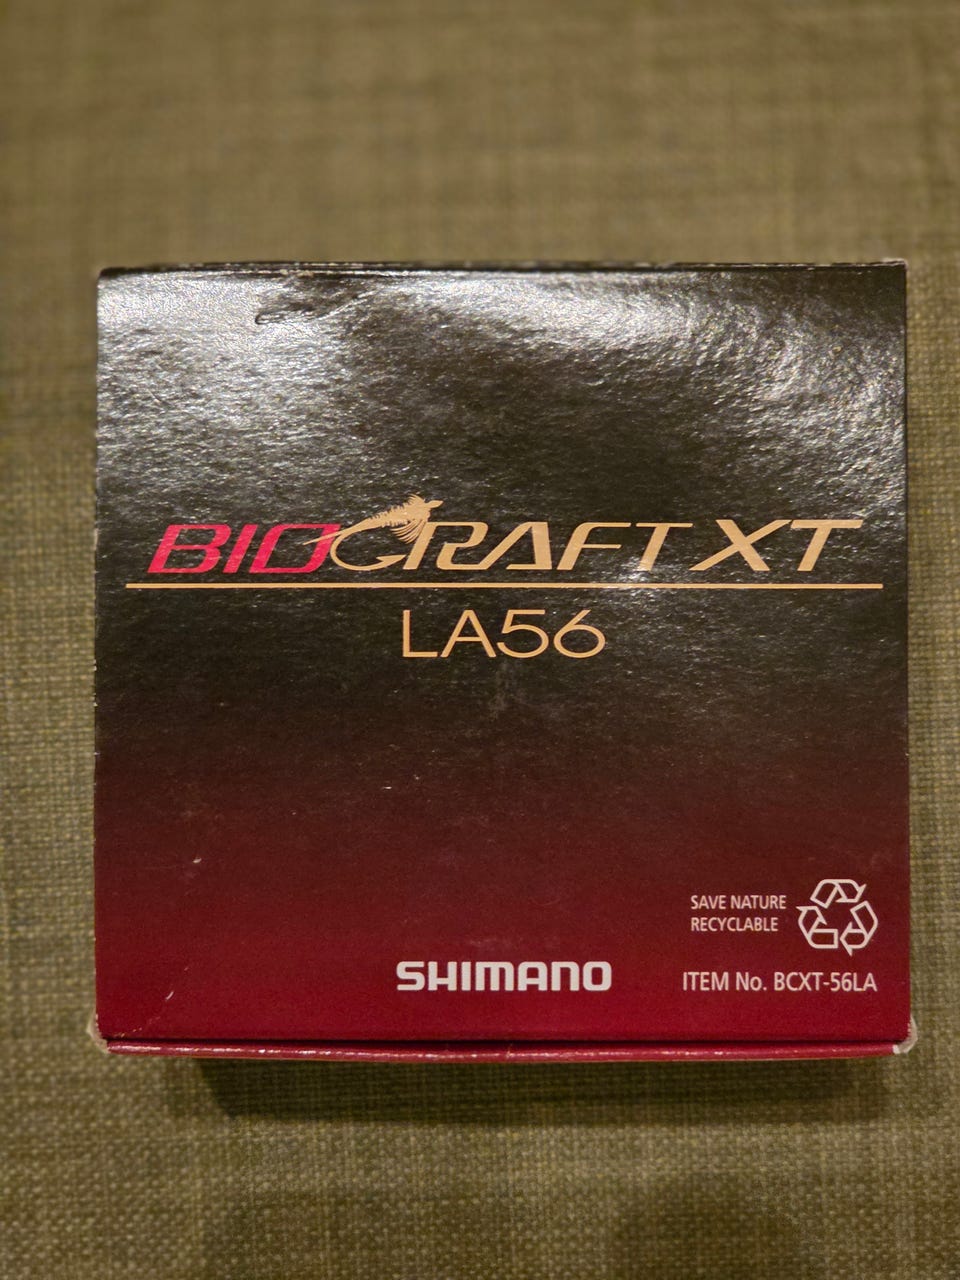 BIOCRAFT XT
LA56
SAVE NATURE
RECYCLABLE
SHIMANO
ITEM No. BCXT-56LA